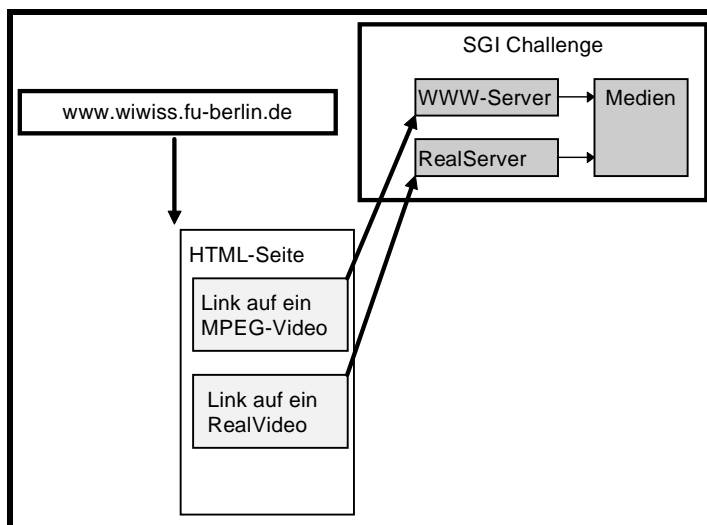 SGI Challenge
www.wiwiss.fu-berlin.de
WWW-Server
Medien
RealServer
HTML-Seite
Link auf ein
MPEG-Video
Link auf ein
RealVideo